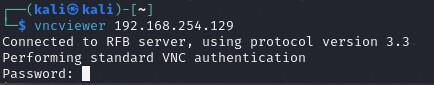 ┌──(kali㉿kali)-[~]
└─$ vncviewer 192.168.254.129
Connected to RFB server, using protocol version 3.3
Performing standard VNC authentication
Password: